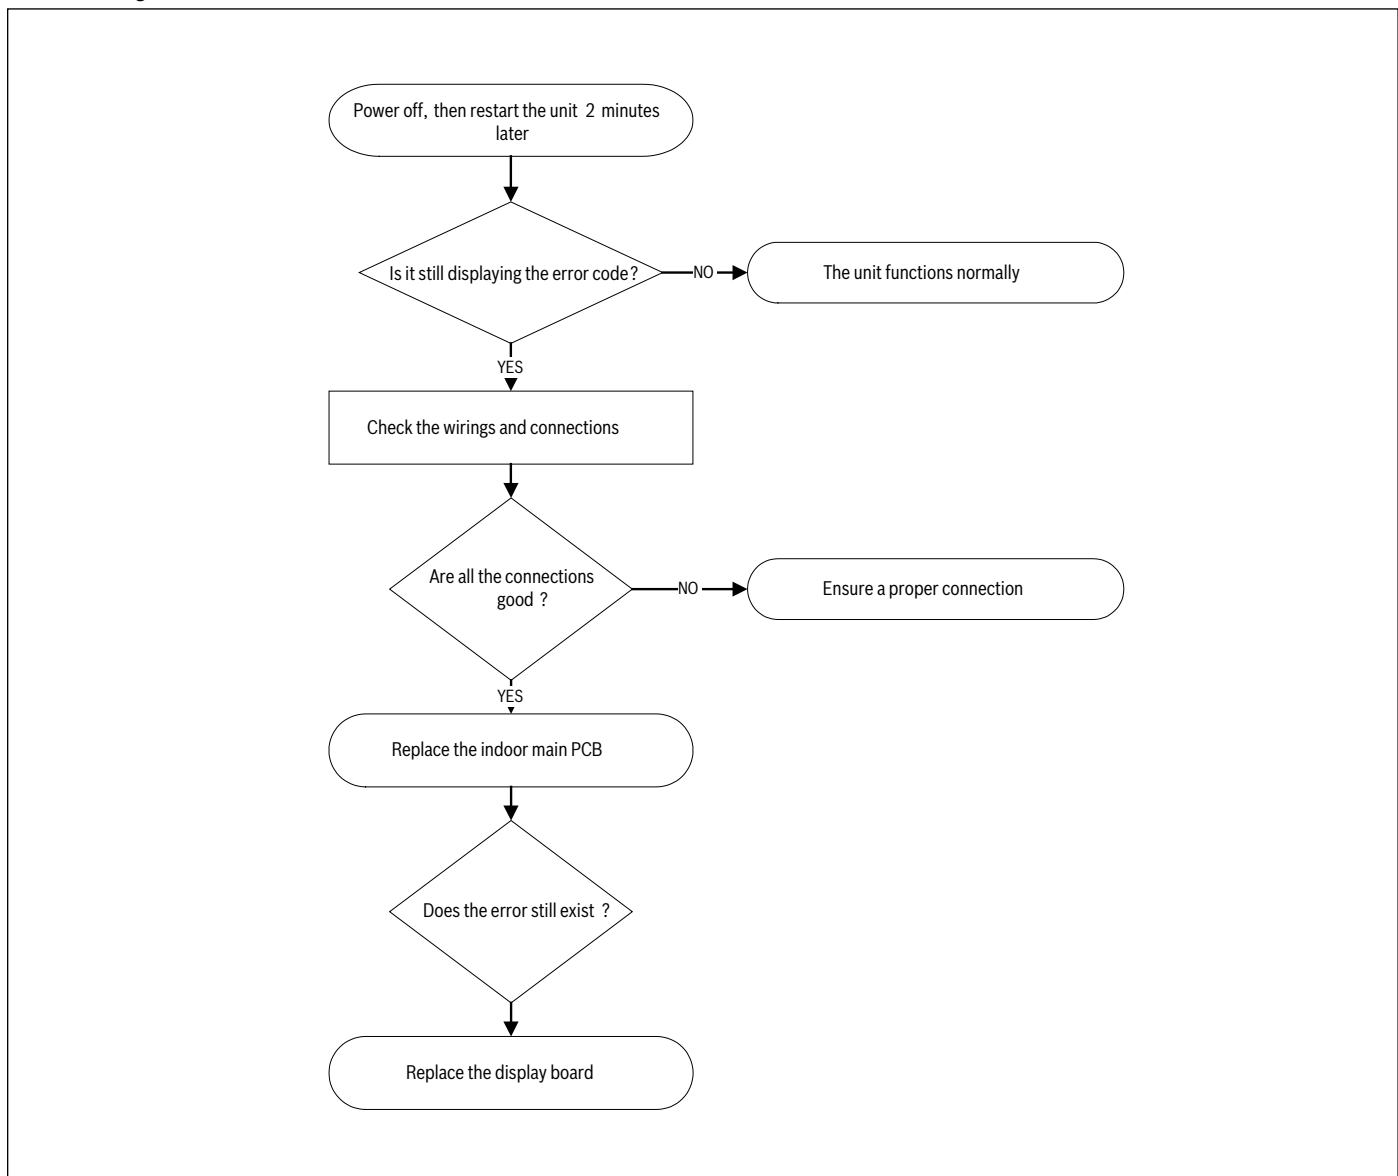 Power off, then restart the unit 2 minutes
later
Is it still displaying the error code?
NO
The unit functions normally
YES
Check the wirings and connections
Are all the connections
good ?
NO
Ensure a proper connection
YES
Replace the indoor main PCB
Does the error still exist ?
Replace the display board